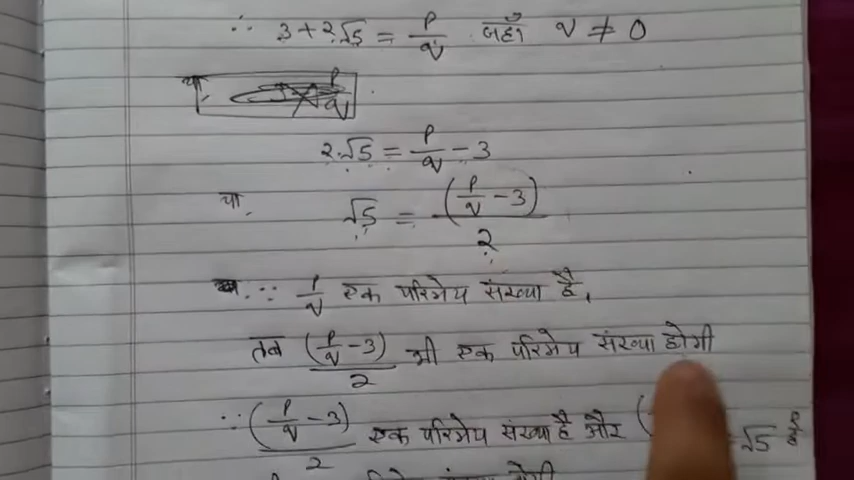 ∴ 3+2√5 = p/q जहाँ q ≠ 0
या,
2.√5 = p/q - 3
या, √5 = (p/q - 3)/2
∵ p/q एक परिमेय संख्या है,
तब (p/q - 3)/2 भी एक परिमेय संख्या होगी
∵ (p/q - 3)/2 एक परिमेय संख्या है और ( √5 है